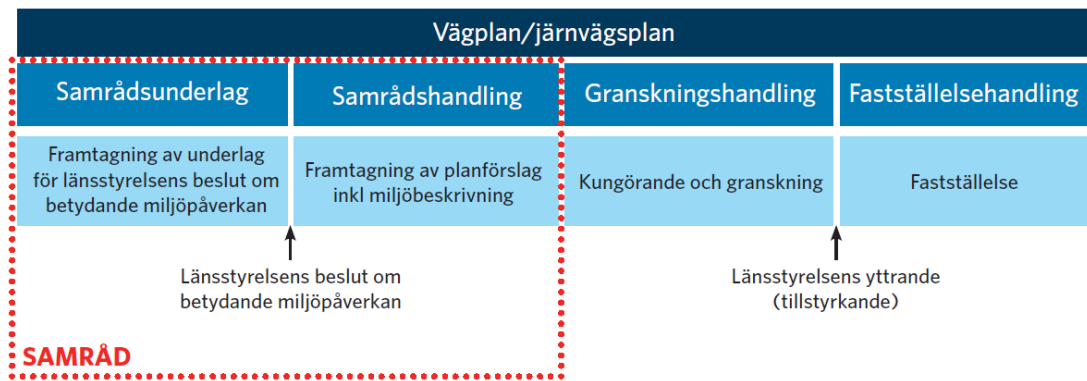 Vägplan/järnvägsplan
Samrådsunderlag
Samrådshandling
Granskningshandling
Fastställelsehandling
Framtagning av underlag
för länsstyrelsens beslut om
betydande miljöpåverkan
Framtagning av planförslag
inkl miljöbeskrivning
Kungörande och granskning
Fastställelse
Länsstyrelsens beslut om
betydande miljöpåverkan
Länsstyrelsens yttrande
(tillstyrkande)
SAMRÅD